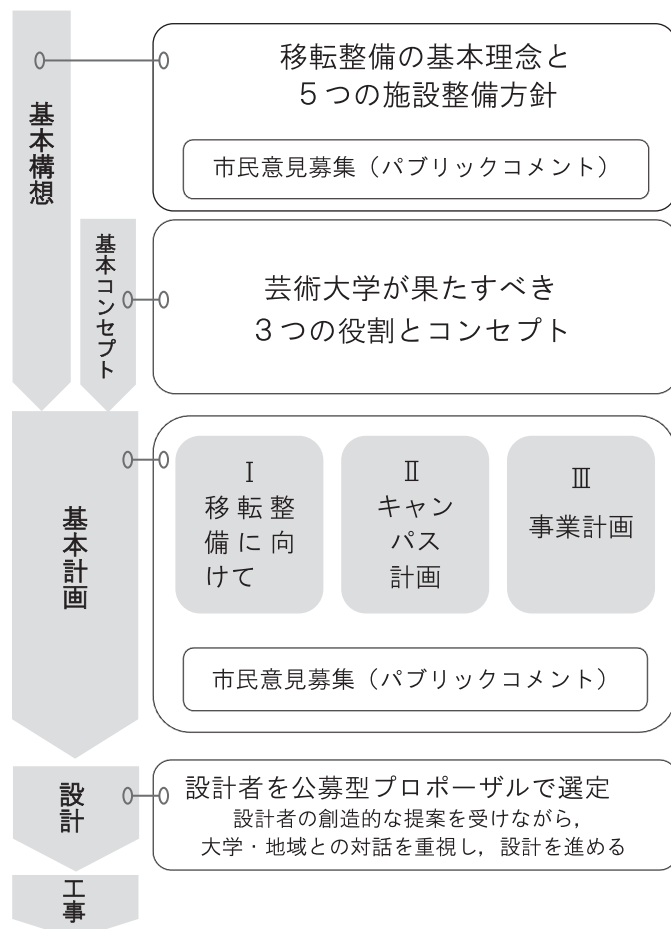 基本構想
移転整備の基本理念と
5つの施設整備方針
市民意見募集（パブリックコメント）
基本コンセプト
芸術大学が果たすべき
3つの役割とコンセプト
基本計画
Ⅰ
移転整
備に向
けて
Ⅱ
キャン
パス
計画
Ⅲ
事業計画
市民意見募集（パブリックコメント）
設計
設計者を公募型プロポーザルで選定
設計者の創造的な提案を受けながら，
大学・地域との対話を重視し，設計を進める
工事